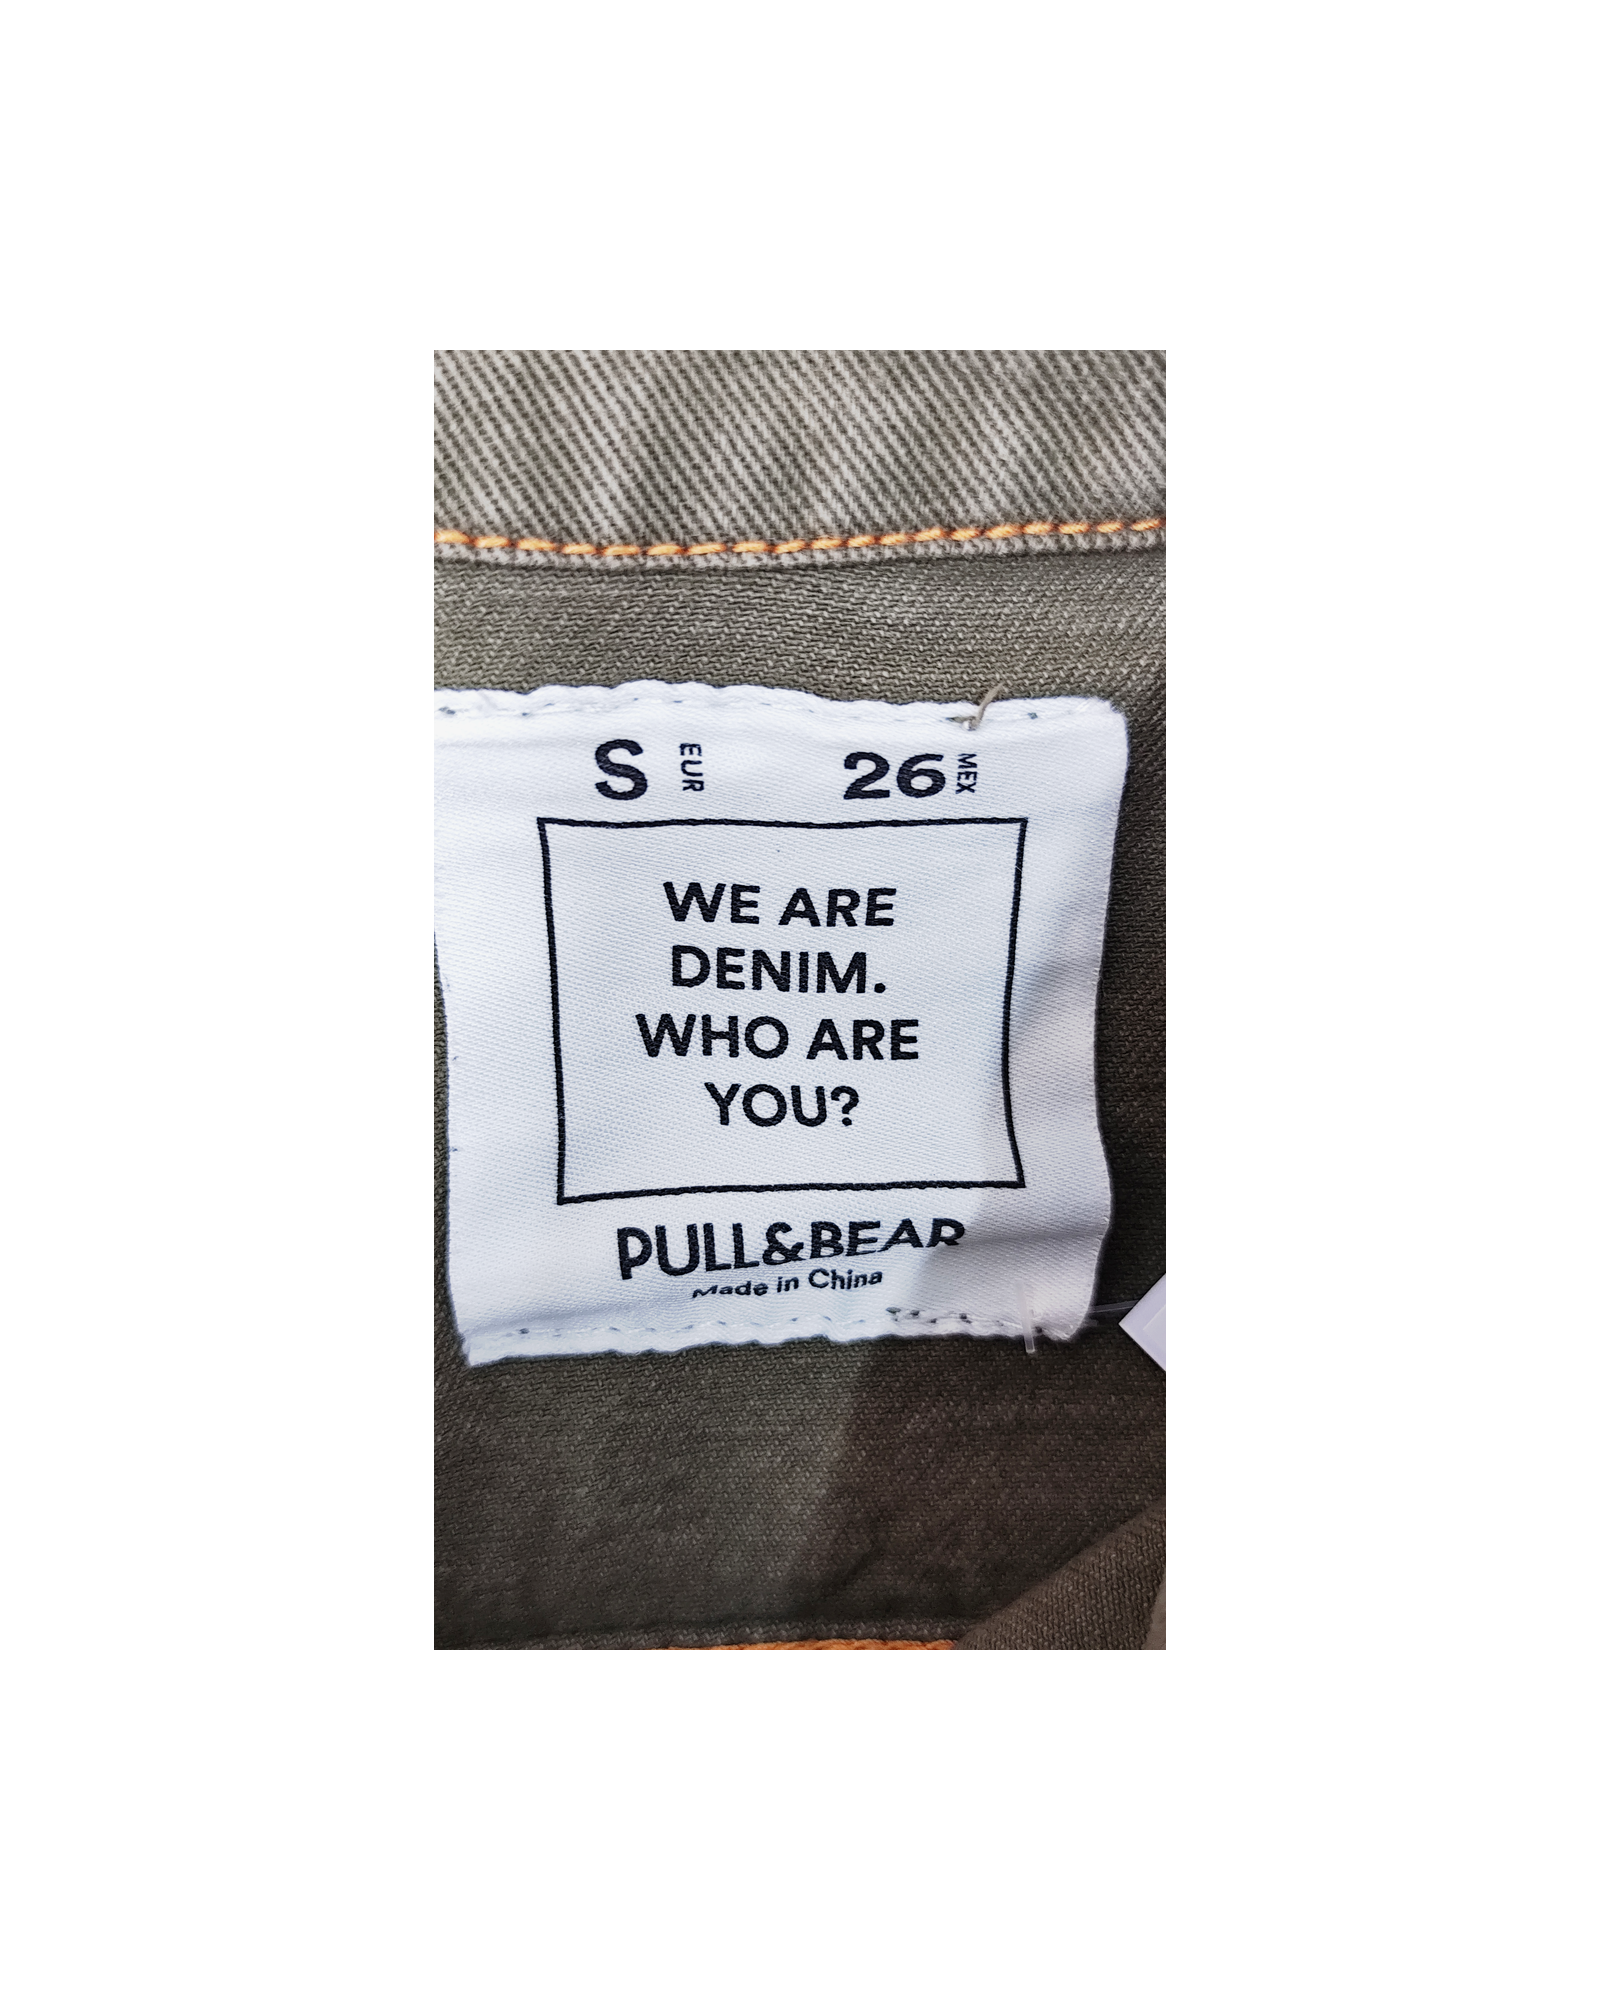 S EUR 26 MEX
WE ARE
DENIM.
WHO ARE
YOU?
PULL&BEAR
Made in China